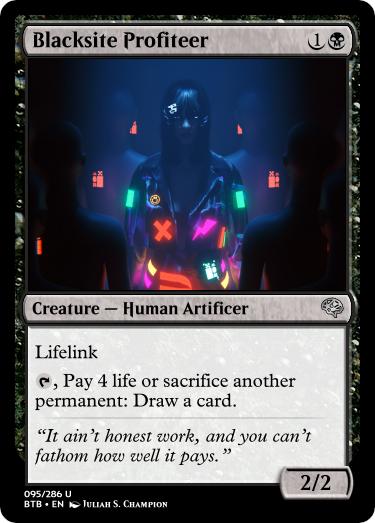 Blacksite Profiteer 1
Creature — Human Artificer
Lifelink
, Pay 4 life or sacrifice another
permanent: Draw a card.
“It ain't honest work, and you can't
fathom how well it pays.”
2/2
095/286 U
BTB • EN Juliah S. Champion